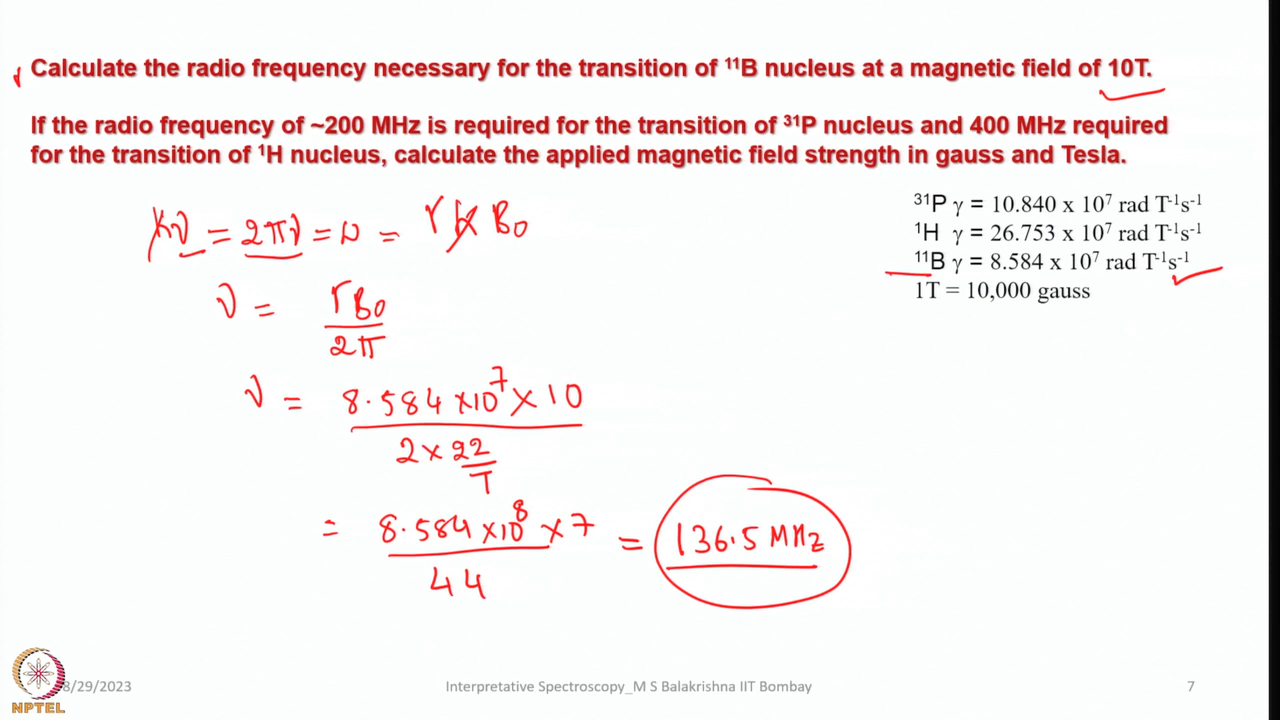 Calculate the radio frequency necessary for the transition of ¹¹B nucleus at a magnetic field of 10T.
If the radio frequency of ~200 MHz is required for the transition of ³¹P nucleus and 400 MHz required
for the transition of ¹H nucleus, calculate the applied magnetic field strength in gauss and Tesla.
³¹P γ = 10.840 x 10⁷ rad T⁻¹s⁻¹
¹H γ = 26.753 x 10⁷ rad T⁻¹s⁻¹
¹¹B γ = 8.584 x 10⁷ rad T⁻¹s⁻¹
1T = 10,000 gauss
ν = 2πν = ω = γ B₀
ν = γB₀ / 2π
ν = 8.584 × 10⁷ × 10 / 2 × 22/7
= 8.584 × 10⁸ × 7 / 44 = 136.5 MHz
8/29/2023
Interpretative Spectroscopy_M S Balakrishna IIT Bombay
7
NPTEL